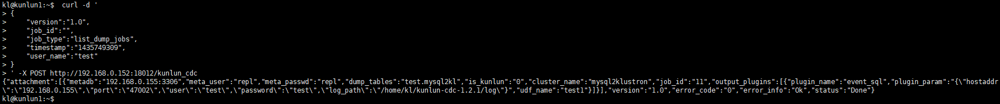 kl@kunlun1:~$  curl -d '
> {
>     "version":"1.0",
>     "job_id":"",
>     "job_type":"list_dump_jobs",
>     "timestamp":"1435749309",
>     "user_name":"test"
> }
> ' -X POST http://192.168.0.152:18012/kunlun_cdc
{"attachment":[{"metadb":"192.168.0.155:3306","meta_user":"repl","meta_passwd":"repl","dump_tables":"test.mysql2kl","is_kunlun":"0","cluster_name":"mysql2klustron","job_id":"11","output_plugins":[{"plugin_name":"event_sql","plugin_param":"{\"hostaddr
\":\"192.168.0.155\",\"port\":\"47002\",\"user\":\"test\",\"password\":\"test\",\"log_path\":\"/home/kl/kunlun-cdc-1.2.1/log\"}","udf_name":"test1"}]}],"version":"1.0","error_code":"0","error_info":"Ok","status":"Done"}
kl@kunlun1:~$